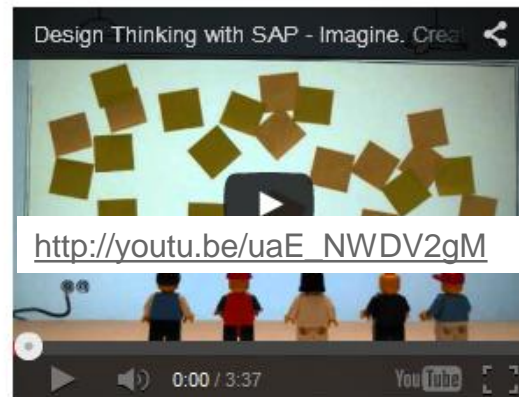 Design Thinking with SAP - Imagine. Crea
http://youtu.be/uaE_NWDV2gM
0:00 / 3:37
YouTube